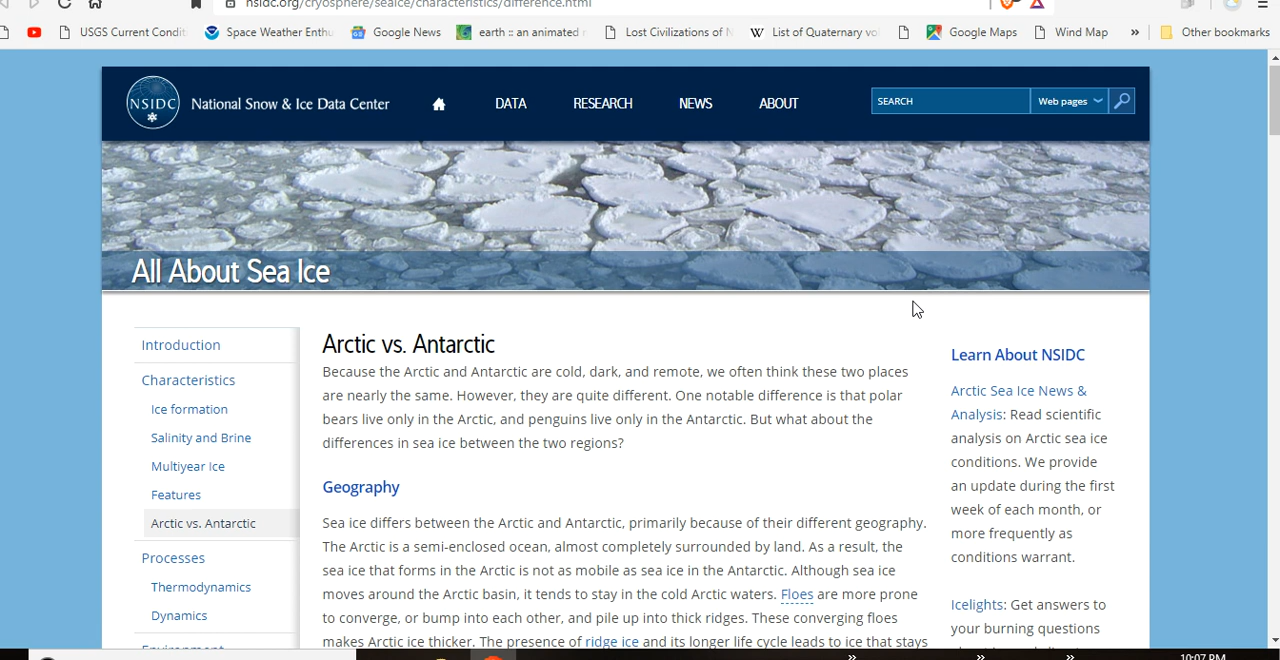 nsidc.org/cryosphere/seaice/characteristics/difference.html
USGS Current Condit
Space Weather Enthu
Google News
earth :: an animated
Lost Civilizations of N
W List of Quaternary vo
Google Maps
Wind Map
»
Other bookmarks
NSIDC
National Snow & Ice Data Center
DATA
RESEARCH
NEWS
ABOUT
SEARCH
Web pages
All About Sea Ice
Introduction
Characteristics
Ice formation
Salinity and Brine
Multiyear Ice
Features
Arctic vs. Antarctic
Processes
Thermodynamics
Dynamics
Arctic vs. Antarctic
Because the Arctic and Antarctic are cold, dark, and remote, we often think these two places
are nearly the same. However, they are quite different. One notable difference is that polar
bears live only in the Arctic, and penguins live only in the Antarctic. But what about the
differences in sea ice between the two regions?
Geography
Sea ice differs between the Arctic and Antarctic, primarily because of their different geography.
The Arctic is a semi-enclosed ocean, almost completely surrounded by land. As a result, the
sea ice that forms in the Arctic is not as mobile as sea ice in the Antarctic. Although sea ice
moves around the Arctic basin, it tends to stay in the cold Arctic waters. Floes are more prone
to converge, or bump into each other, and pile up into thick ridges. These converging floes
makes Arctic ice thicker. The presence of ridge ice and its longer life cycle leads to ice that stays
Learn About NSIDC
Arctic Sea Ice News &
Analysis: Read scientific
analysis on Arctic sea ice
conditions. We provide
an update during the first
week of each month, or
more frequently as
conditions warrant.
Icelights: Get answers to
your burning questions
» » »
10:07 PM